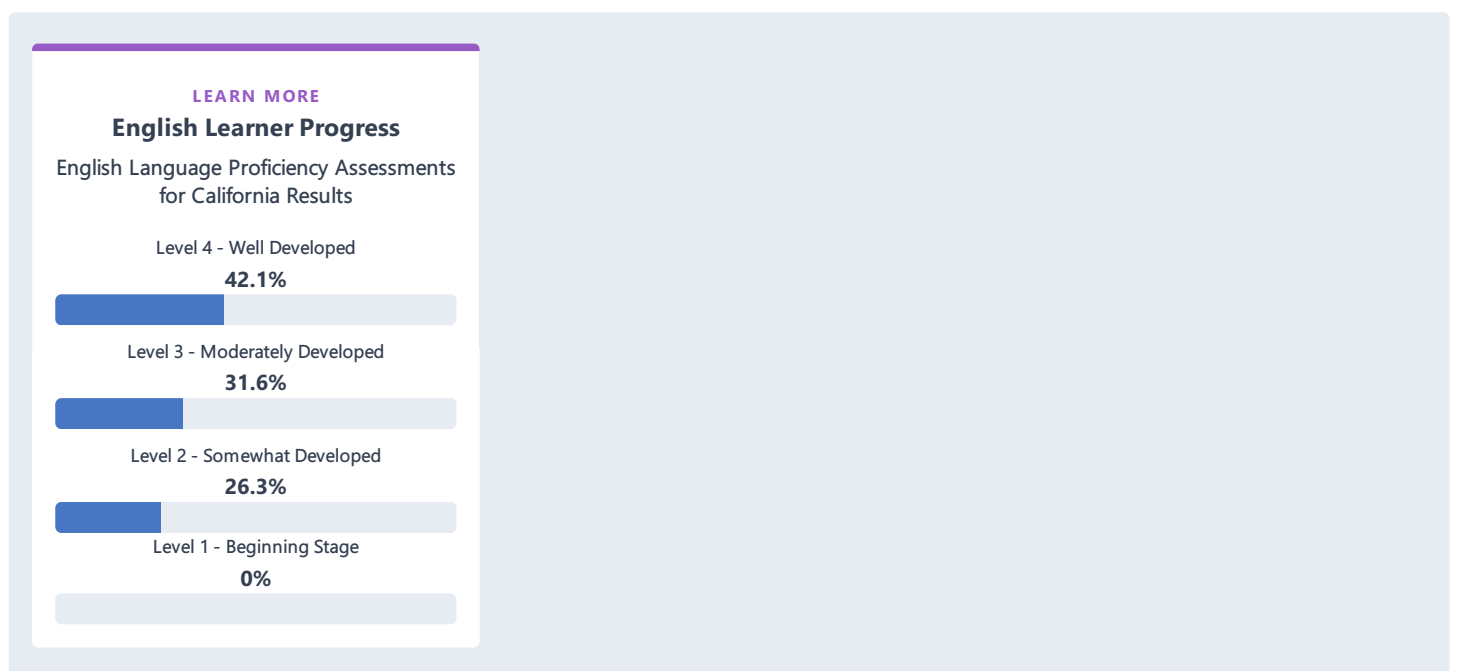 LEARN MORE
English Learner Progress
English Language Proficiency Assessments
for California Results
Level 4 - Well Developed
42.1%
Level 3 - Moderately Developed
31.6%
Level 2 - Somewhat Developed
26.3%
Level 1 - Beginning Stage
0%